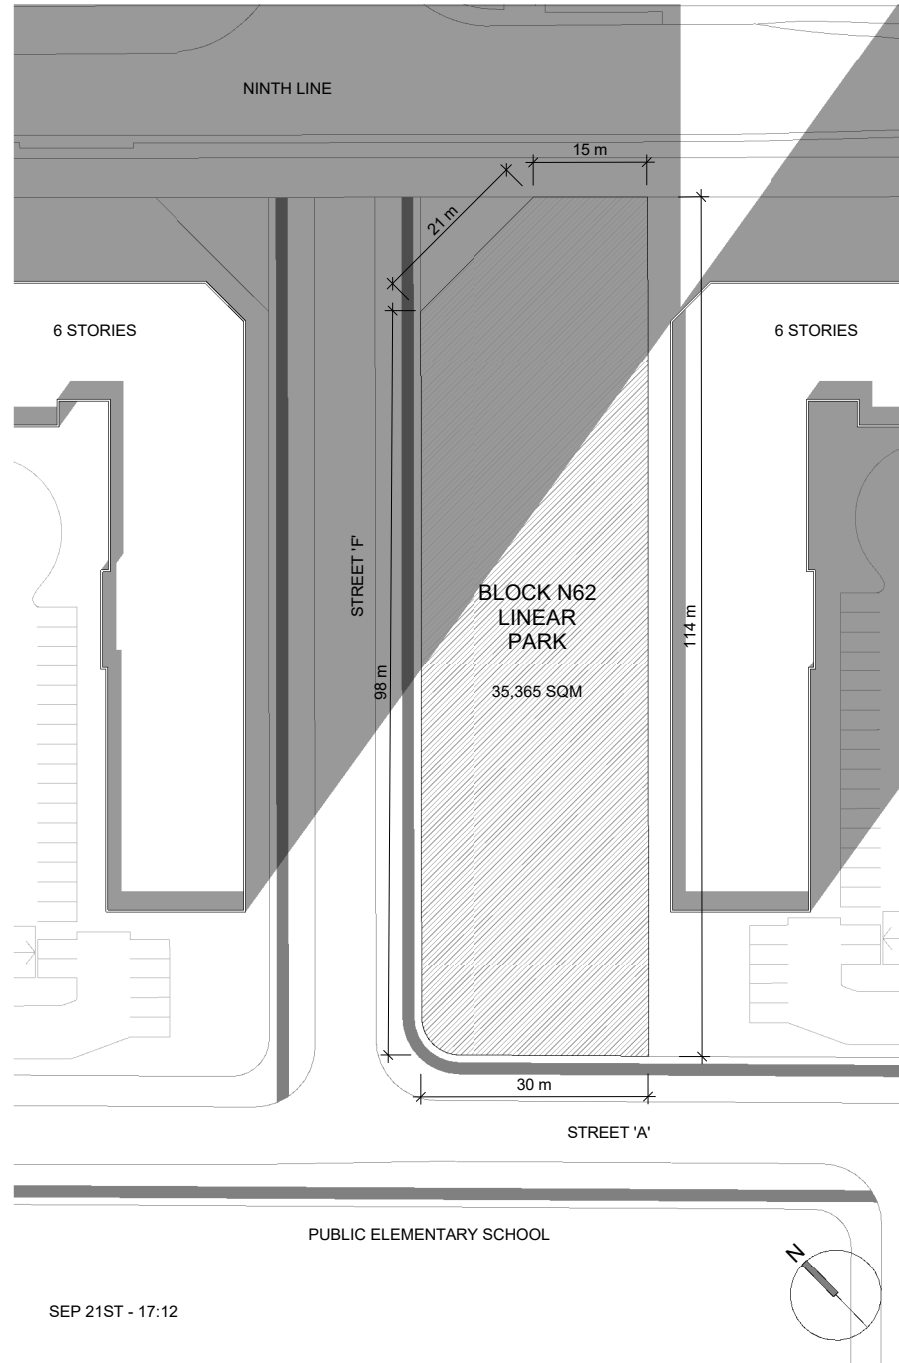 NINTH LINE
15 m
21 m
6 STORIES
6 STORIES
STREET 'F'
BLOCK N62
LINEAR
PARK
114 m
98 m
35,365 SQM
30 m
STREET 'A'
PUBLIC ELEMENTARY SCHOOL
N
SEP 21ST - 17:12